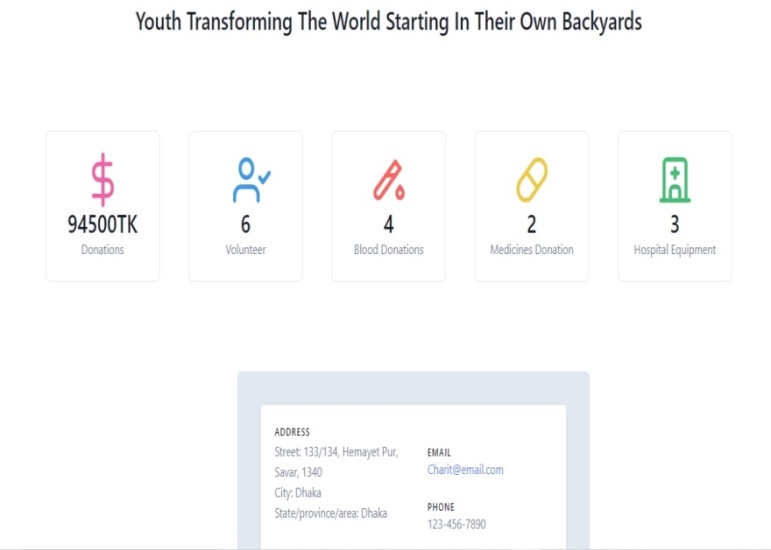 Youth Transforming The World Starting In Their Own Backyards
94500TK
Donations
6
Volunteer
4
Blood Donations
2
Medicines Donation
3
Hospital Equipment
ADDRESS
Street: 133/134, Hemayet Pur,
Savar, 1340
City: Dhaka
State/province/area: Dhaka
EMAIL
Charit@email.com
PHONE
123-456-7890